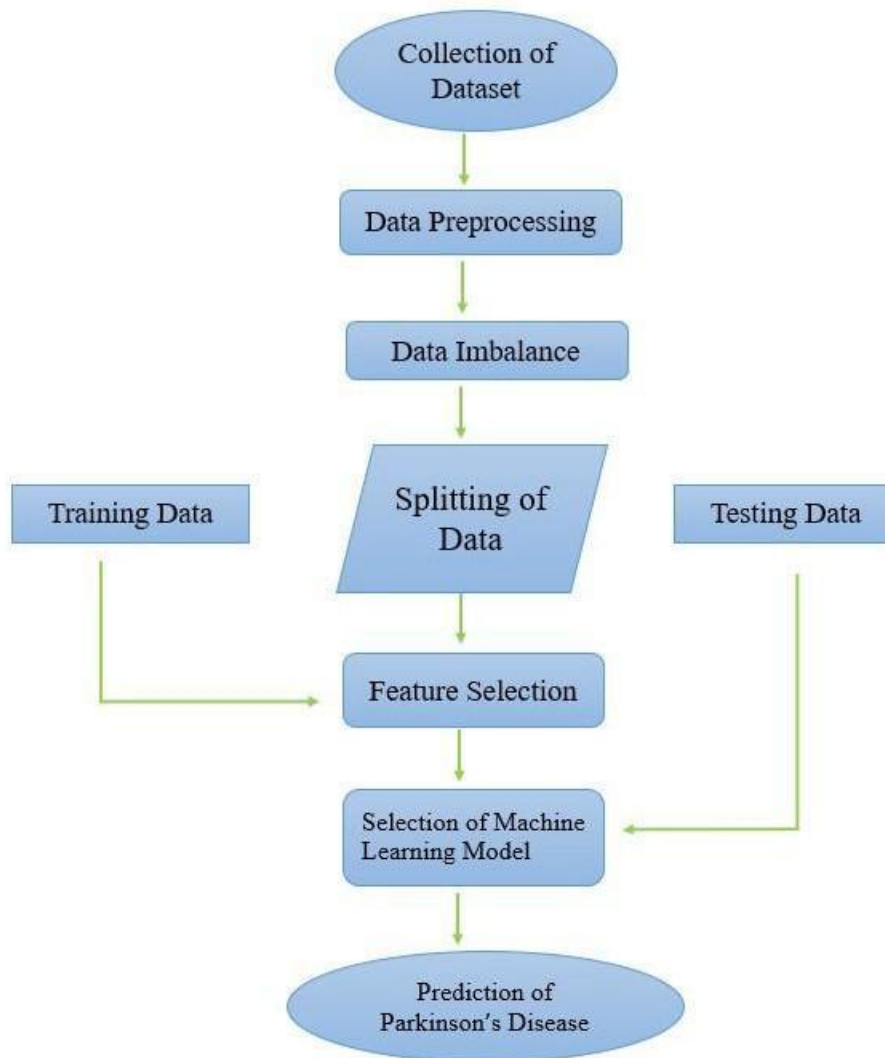 Collection of
Dataset
Data Preprocessing
Data Imbalance
Training Data
Splitting of
Data
Testing Data
Feature Selection
Selection of Machine
Learning Model
Prediction of
Parkinson's Disease